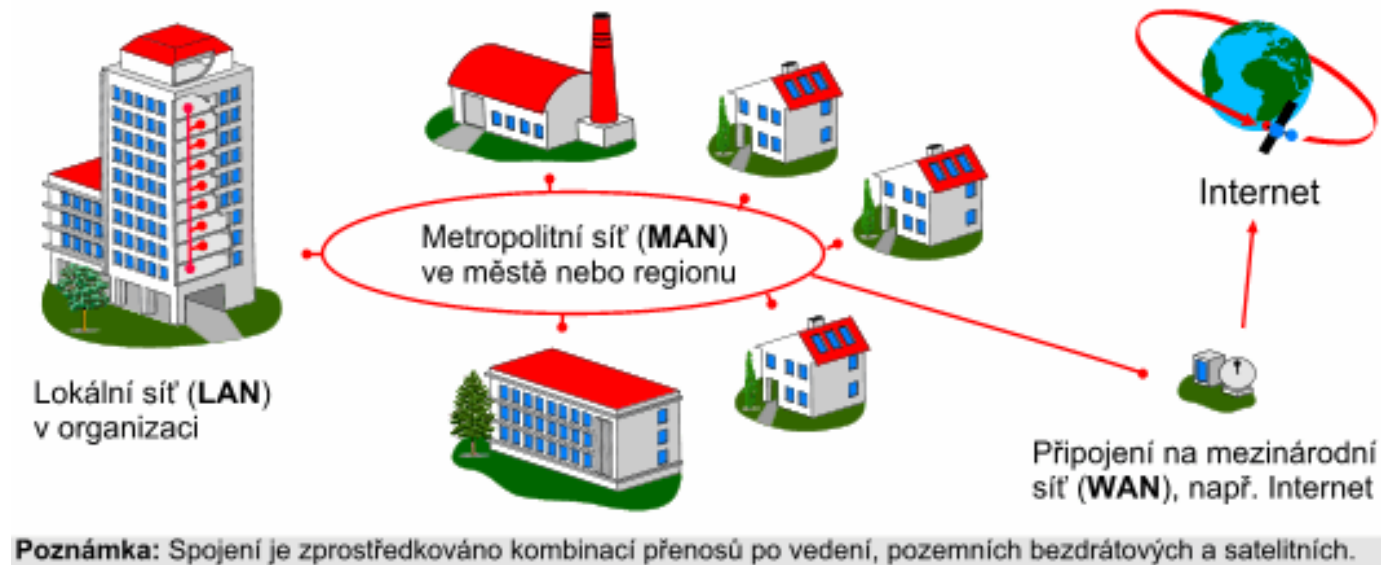 Internet
Metropolitní síť (MAN)
ve městě nebo regionu
Lokální síť (LAN)
v organizaci
Připojení na mezinárodní
síť (WAN), např. Internet
Poznámka: Spojení je zprostředkováno kombinací přenosů po vedení, pozemních bezdrátových a satelitních.